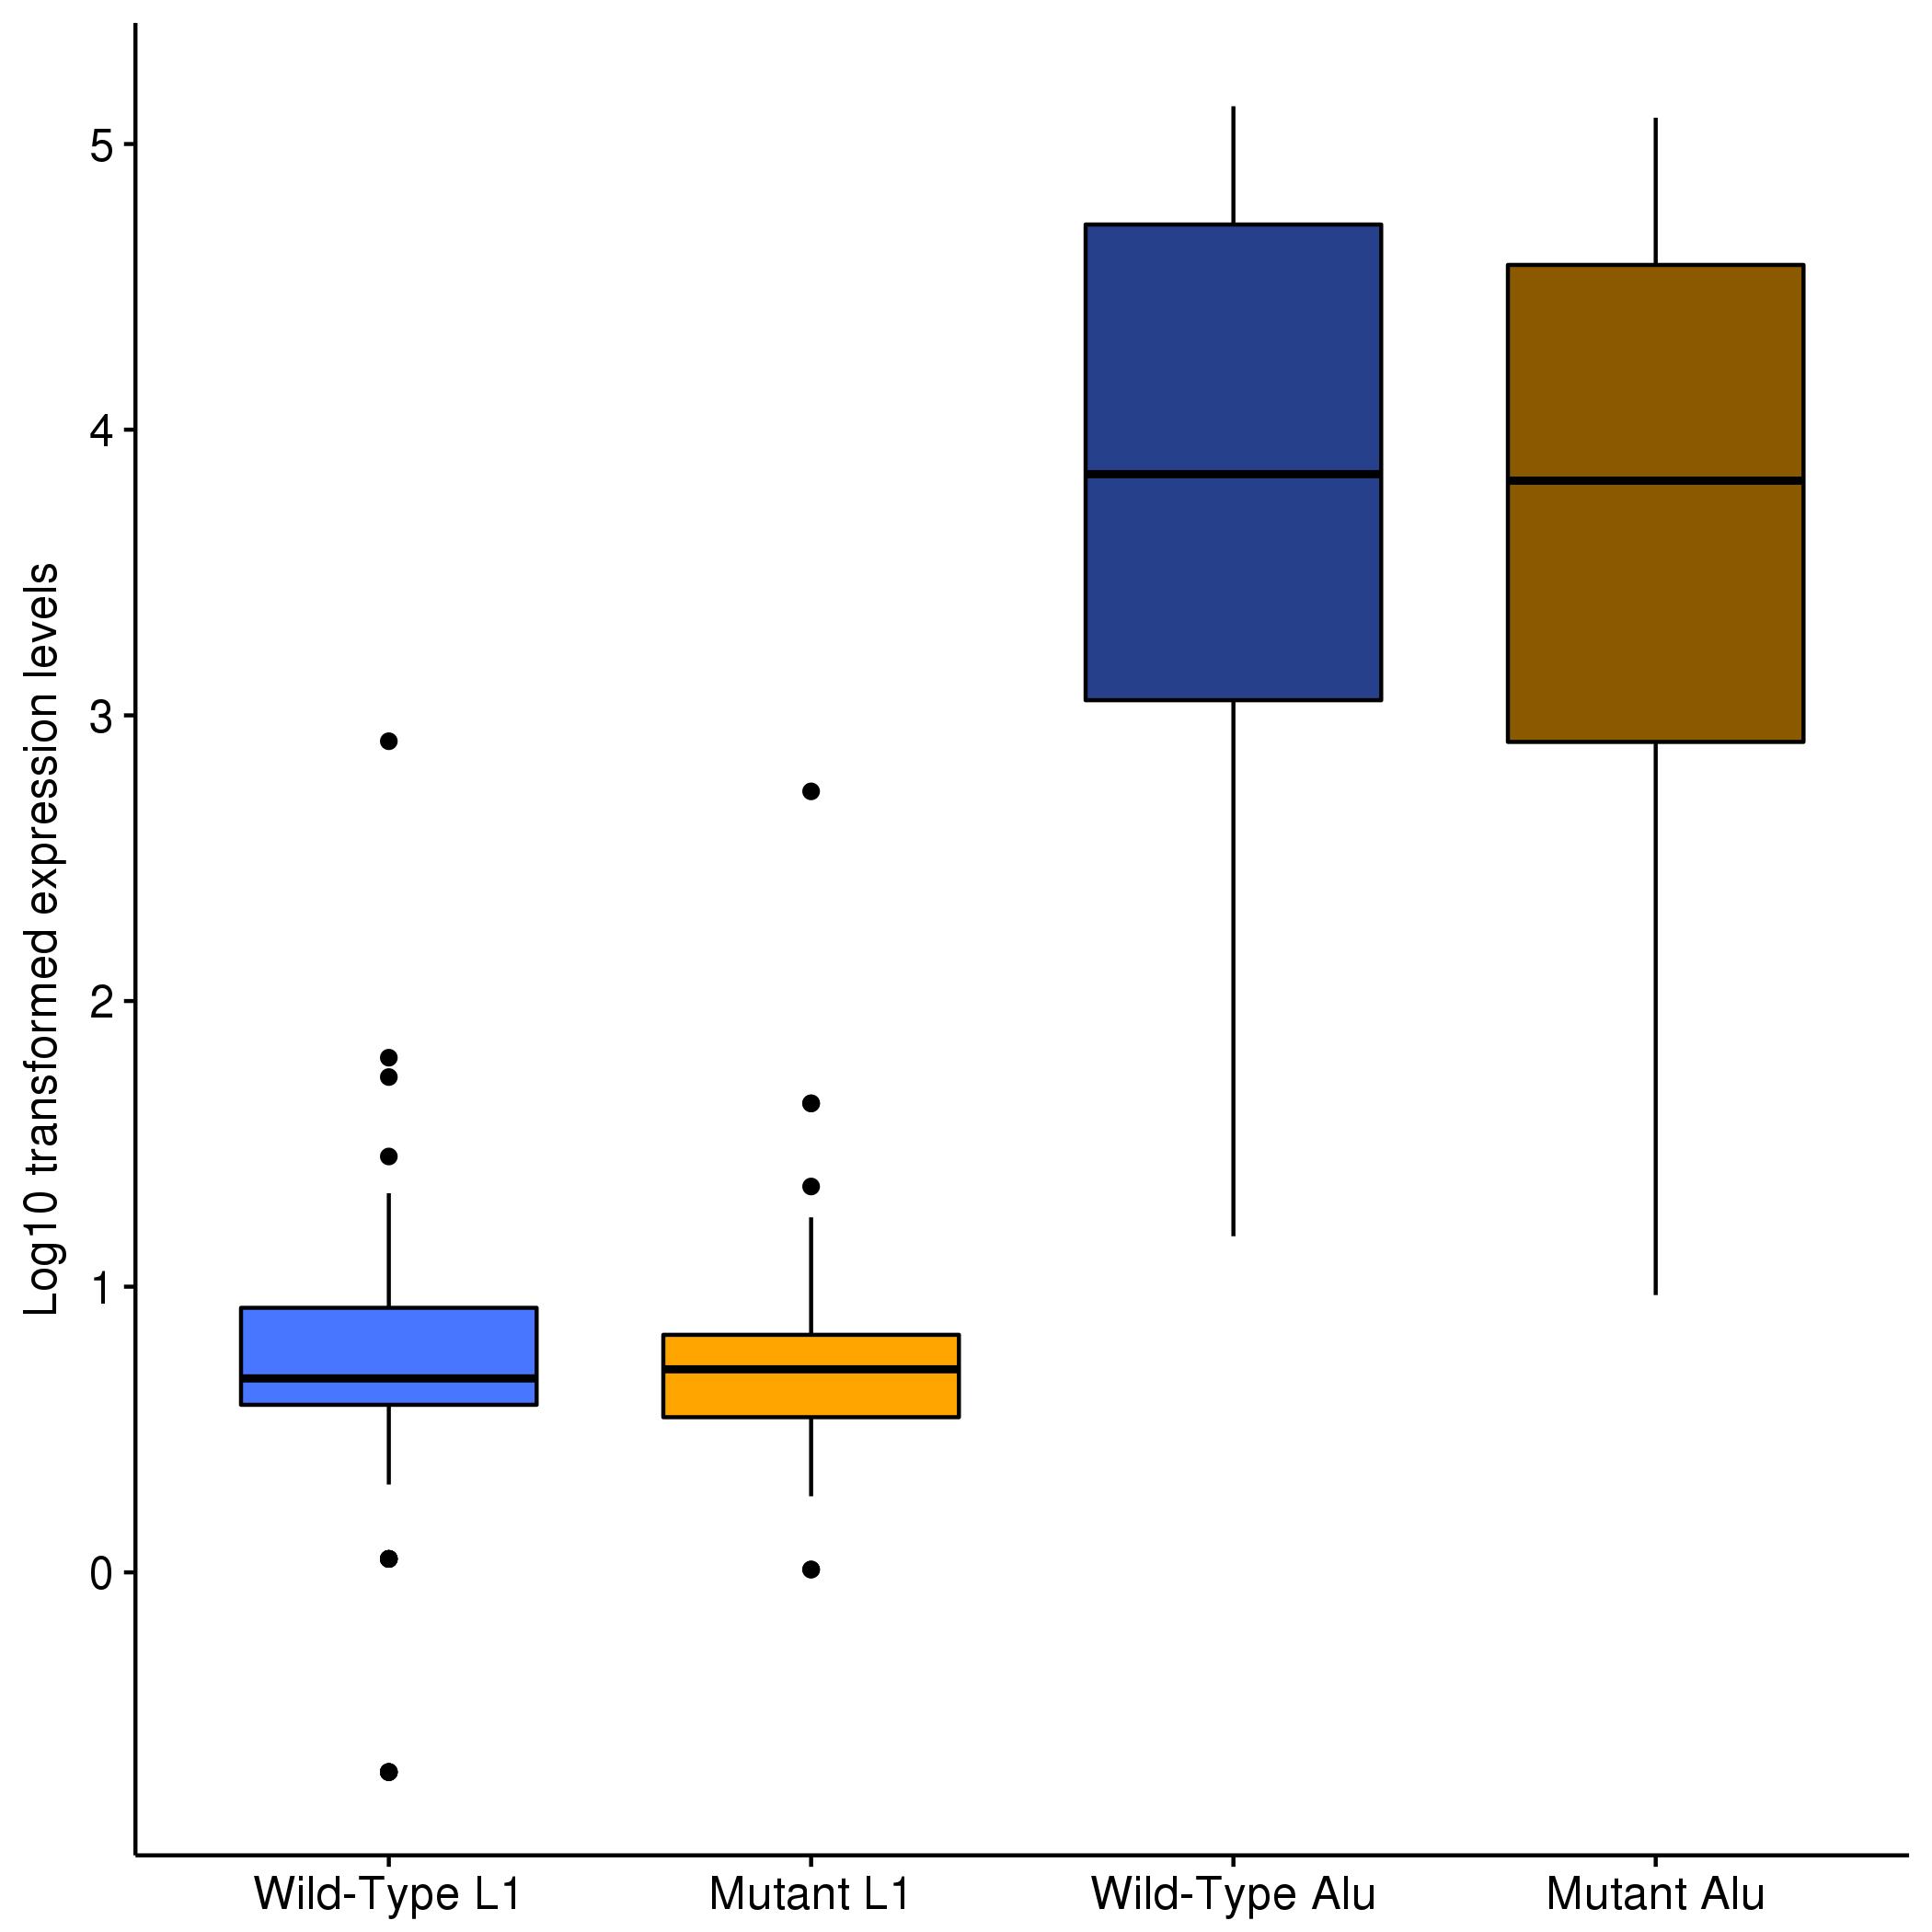 Log10 transformed expression levels
5
4
3
2
1
0
Wild-Type L1
Mutant L1
Wild-Type Alu
Mutant Alu